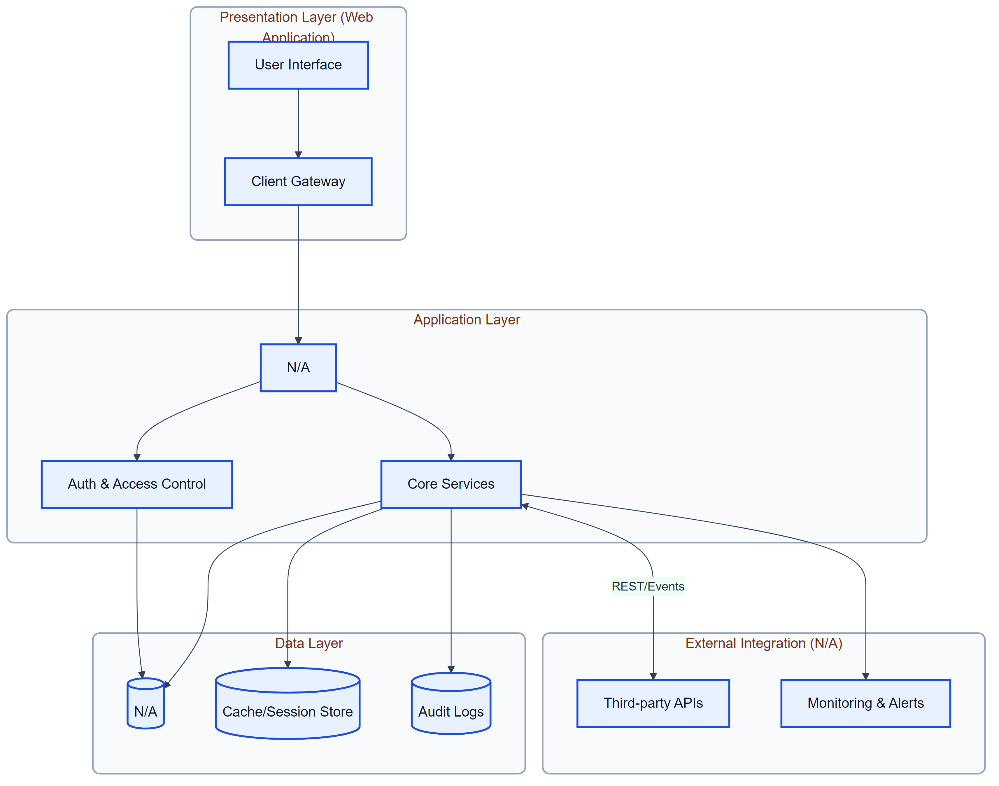 Presentation Layer (Web
Application)
User Interface
Client Gateway
Application Layer
N/A
Auth & Access Control
Core Services
REST/Events
Data Layer
External Integration (N/A)
N/A
Cache/Session Store
Audit Logs
Third-party APIs
Monitoring & Alerts